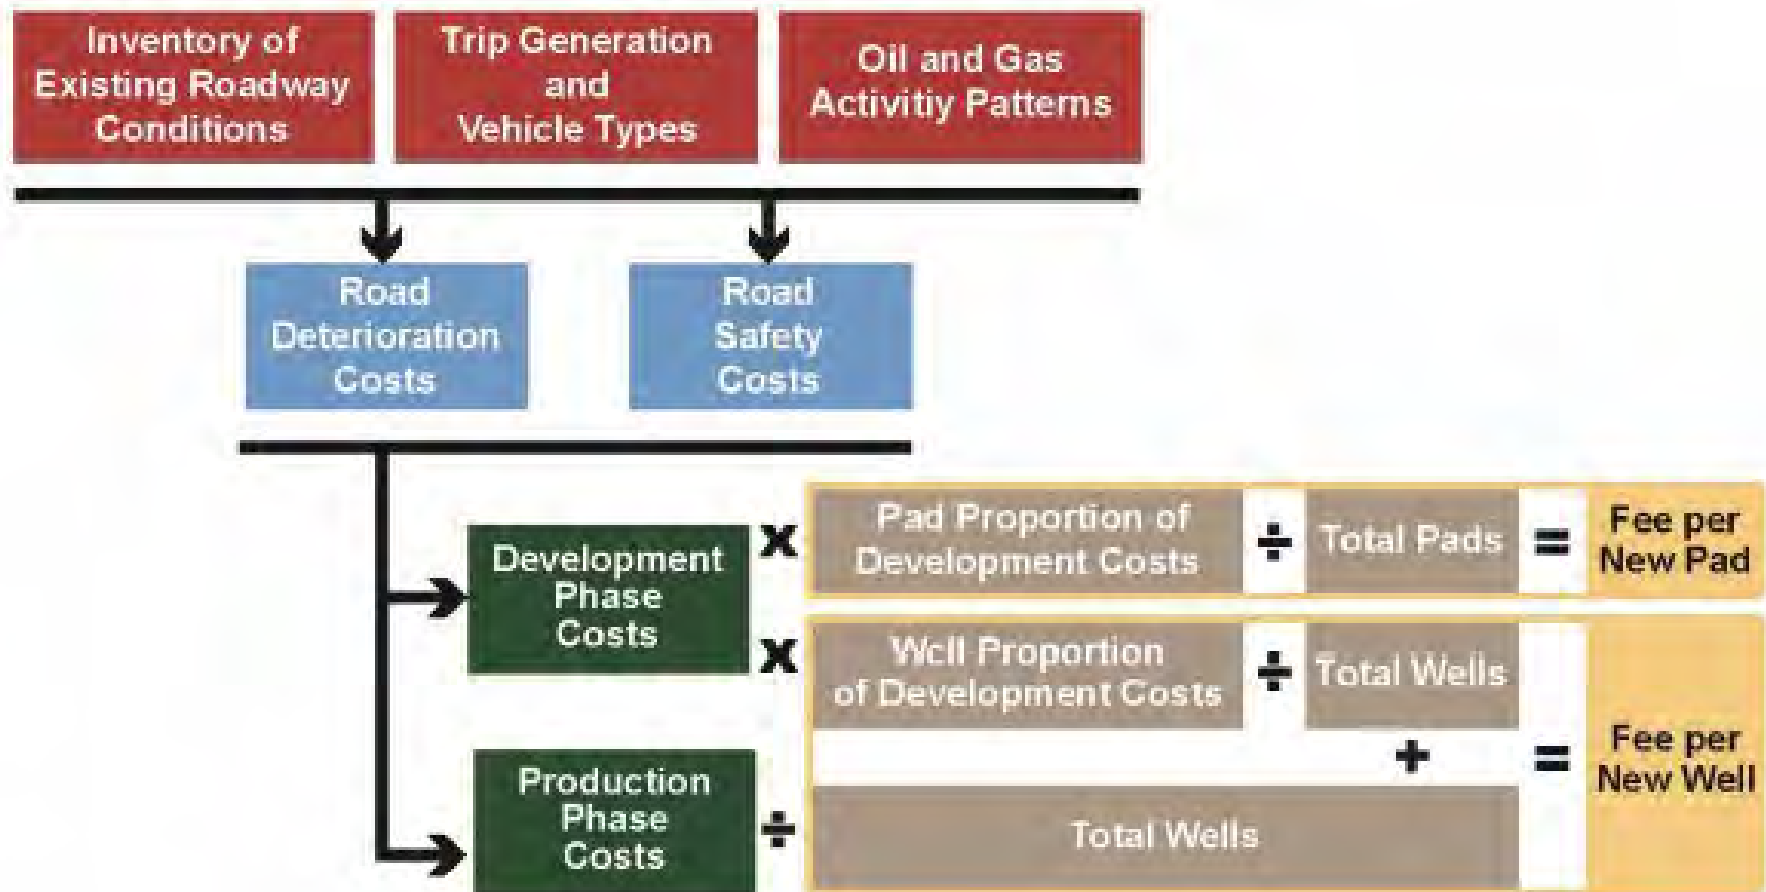 Inventory of
Existing Roadway
Conditions
Trip Generation
and
Vehicle Types
Oil and Gas
Activitiy Patterns
Road
Deterioration
Costs
Road
Safety
Costs
Development
Phase
Costs
x
Pad Proportion of
Development Costs
÷
Total Pads
=
Fee per
New Pad
x
Well Proportion
of Development Costs
÷
Total Wells
+
=
Fee per
New Well
Production
Phase
Costs
÷
Total Wells